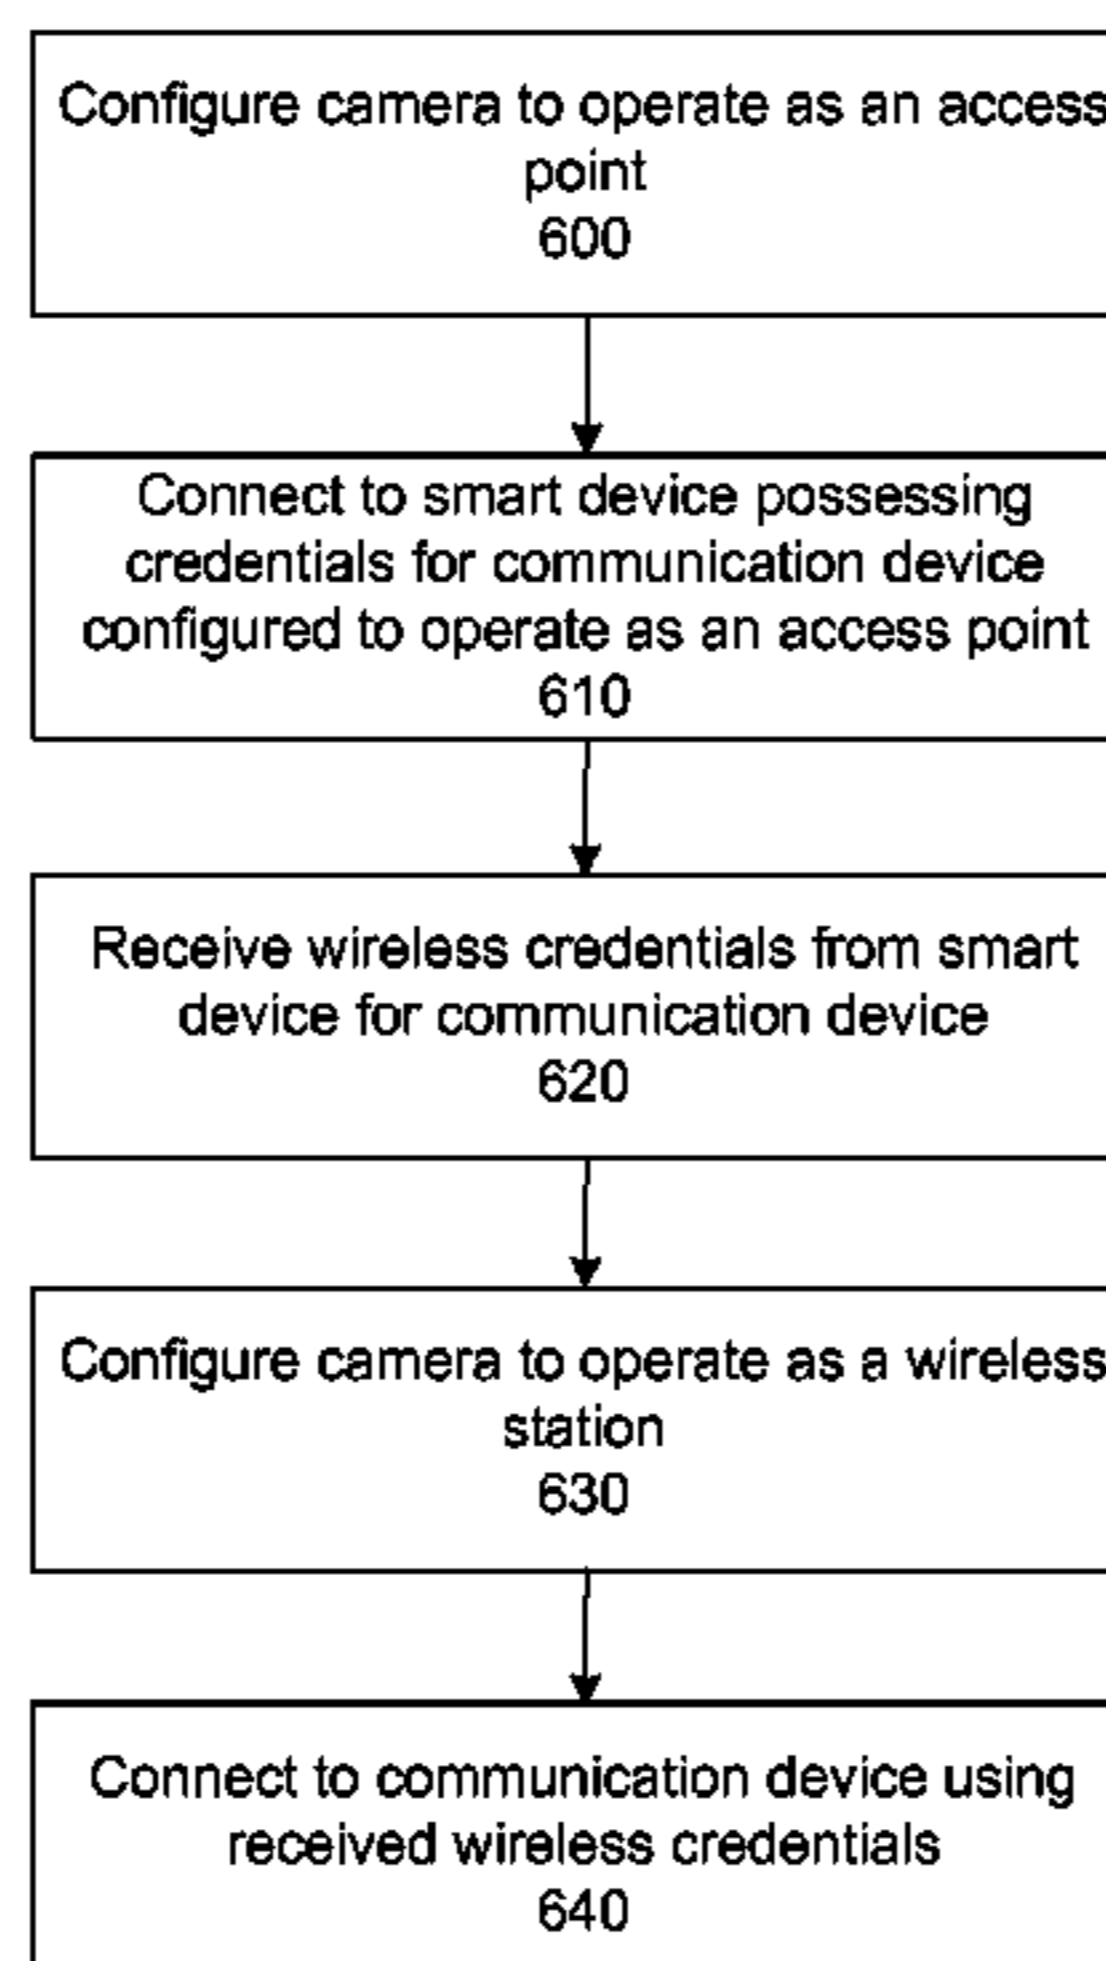 Configure camera to operate as an access
point
600
Connect to smart device possessing
credentials for communication device
configured to operate as an access point
610
Receive wireless credentials from smart
device for communication device
620
Configure camera to operate as a wireless
station
630
Connect to communication device using
received wireless credentials
640